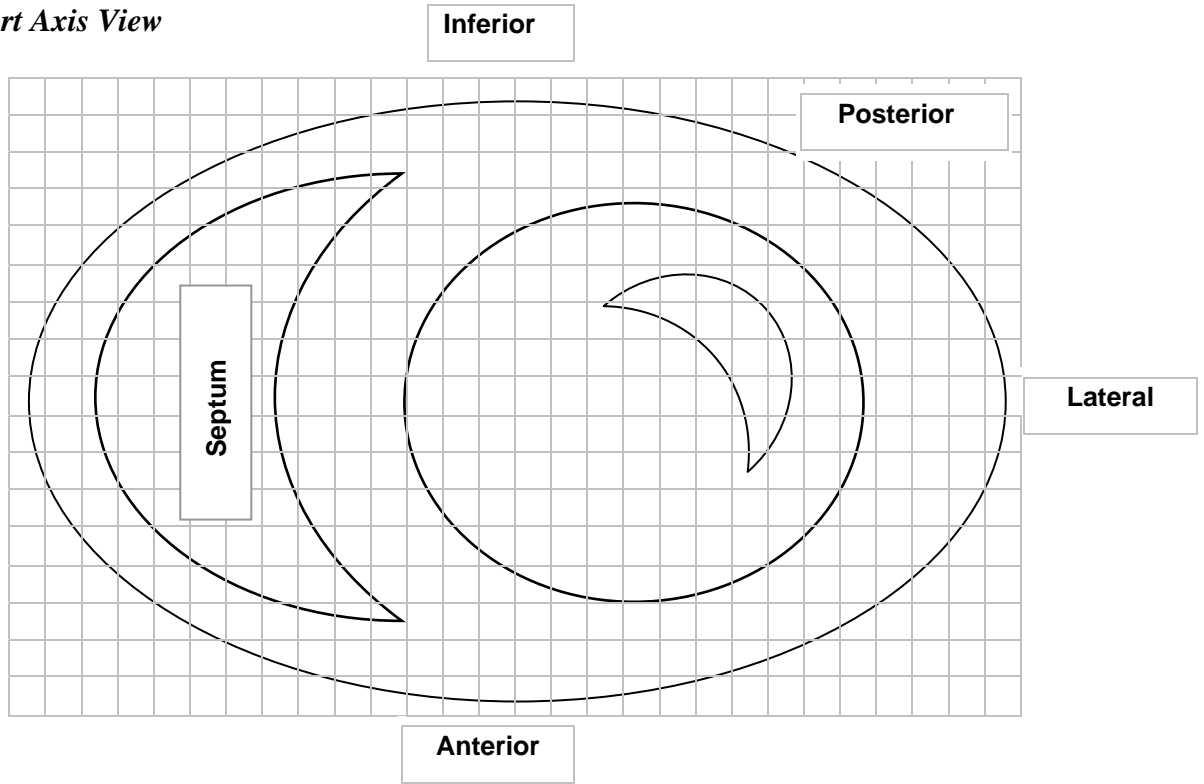 rt Axis View
Inferior
Posterior
Septum
Lateral
Anterior